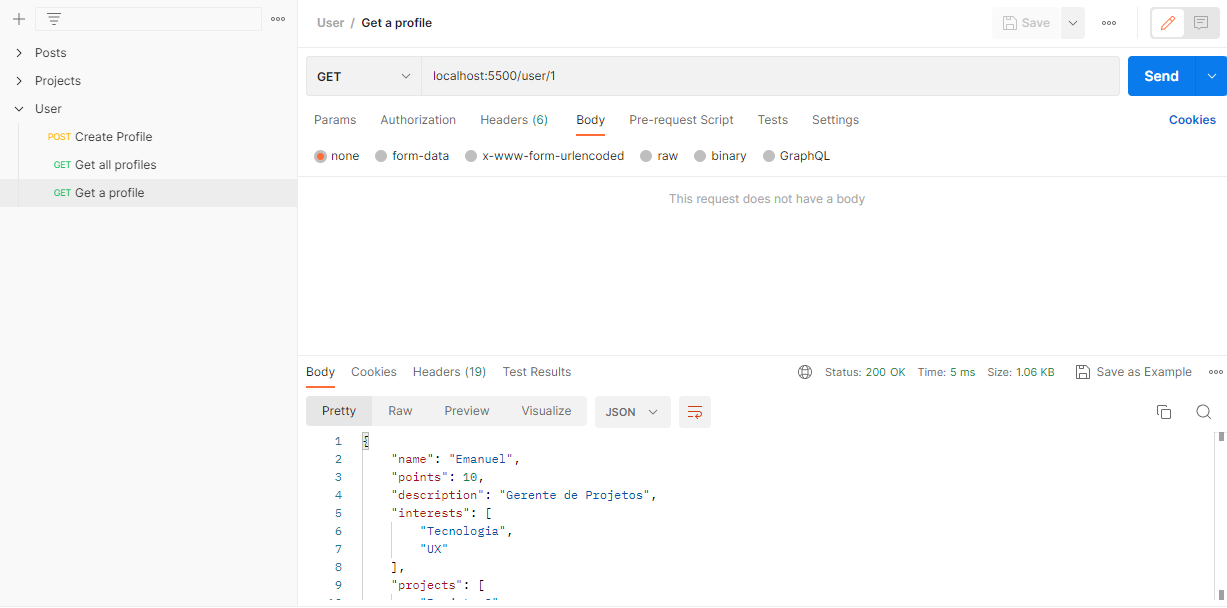 User / Get a profile
Save
Posts
Projects
User
POST Create Profile
GET Get all profiles
GET Get a profile
GET
localhost:5500/user/1
Send
Params Authorization Headers (6) Body Pre-request Script Tests Settings Cookies
none form-data x-www-form-urlencoded raw binary GraphQL
This request does not have a body
Body Cookies Headers (19) Test Results Status: 200 OK Time: 5 ms Size: 1.06 KB Save as Example
Pretty Raw Preview Visualize JSON
1 {
2 "name": "Emanuel",
3 "points": 10,
4 "description": "Gerente de Projetos",
5 "interests": [
6 "Tecnologia",
7 "UX"
8 ],
9 "projects": [